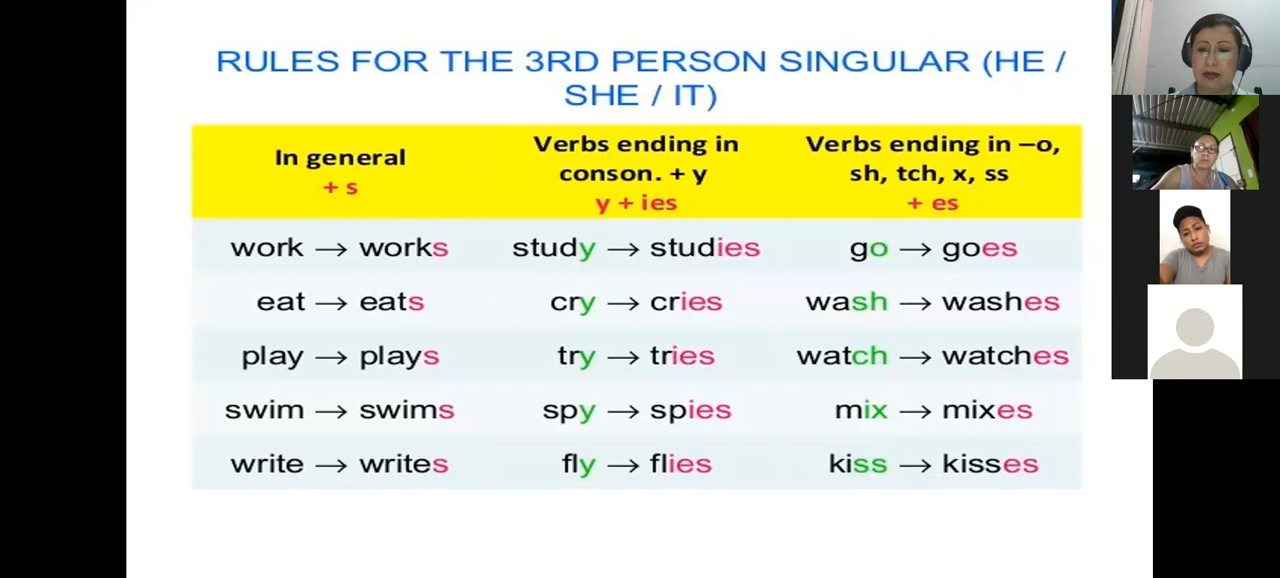 RULES FOR THE 3RD PERSON SINGULAR (HE /
SHE / IT)
In general
+ s
Verbs ending in
conson. + y
y + ies
Verbs ending in –o,
sh, tch, x, ss
+ es
work → works
study → studies
go → goes
eat → eats
cry → cries
wash → washes
play → plays
try → tries
watch → watches
swim → swims
spy → spies
mix → mixes
write → writes
fly → flies
kiss → kisses